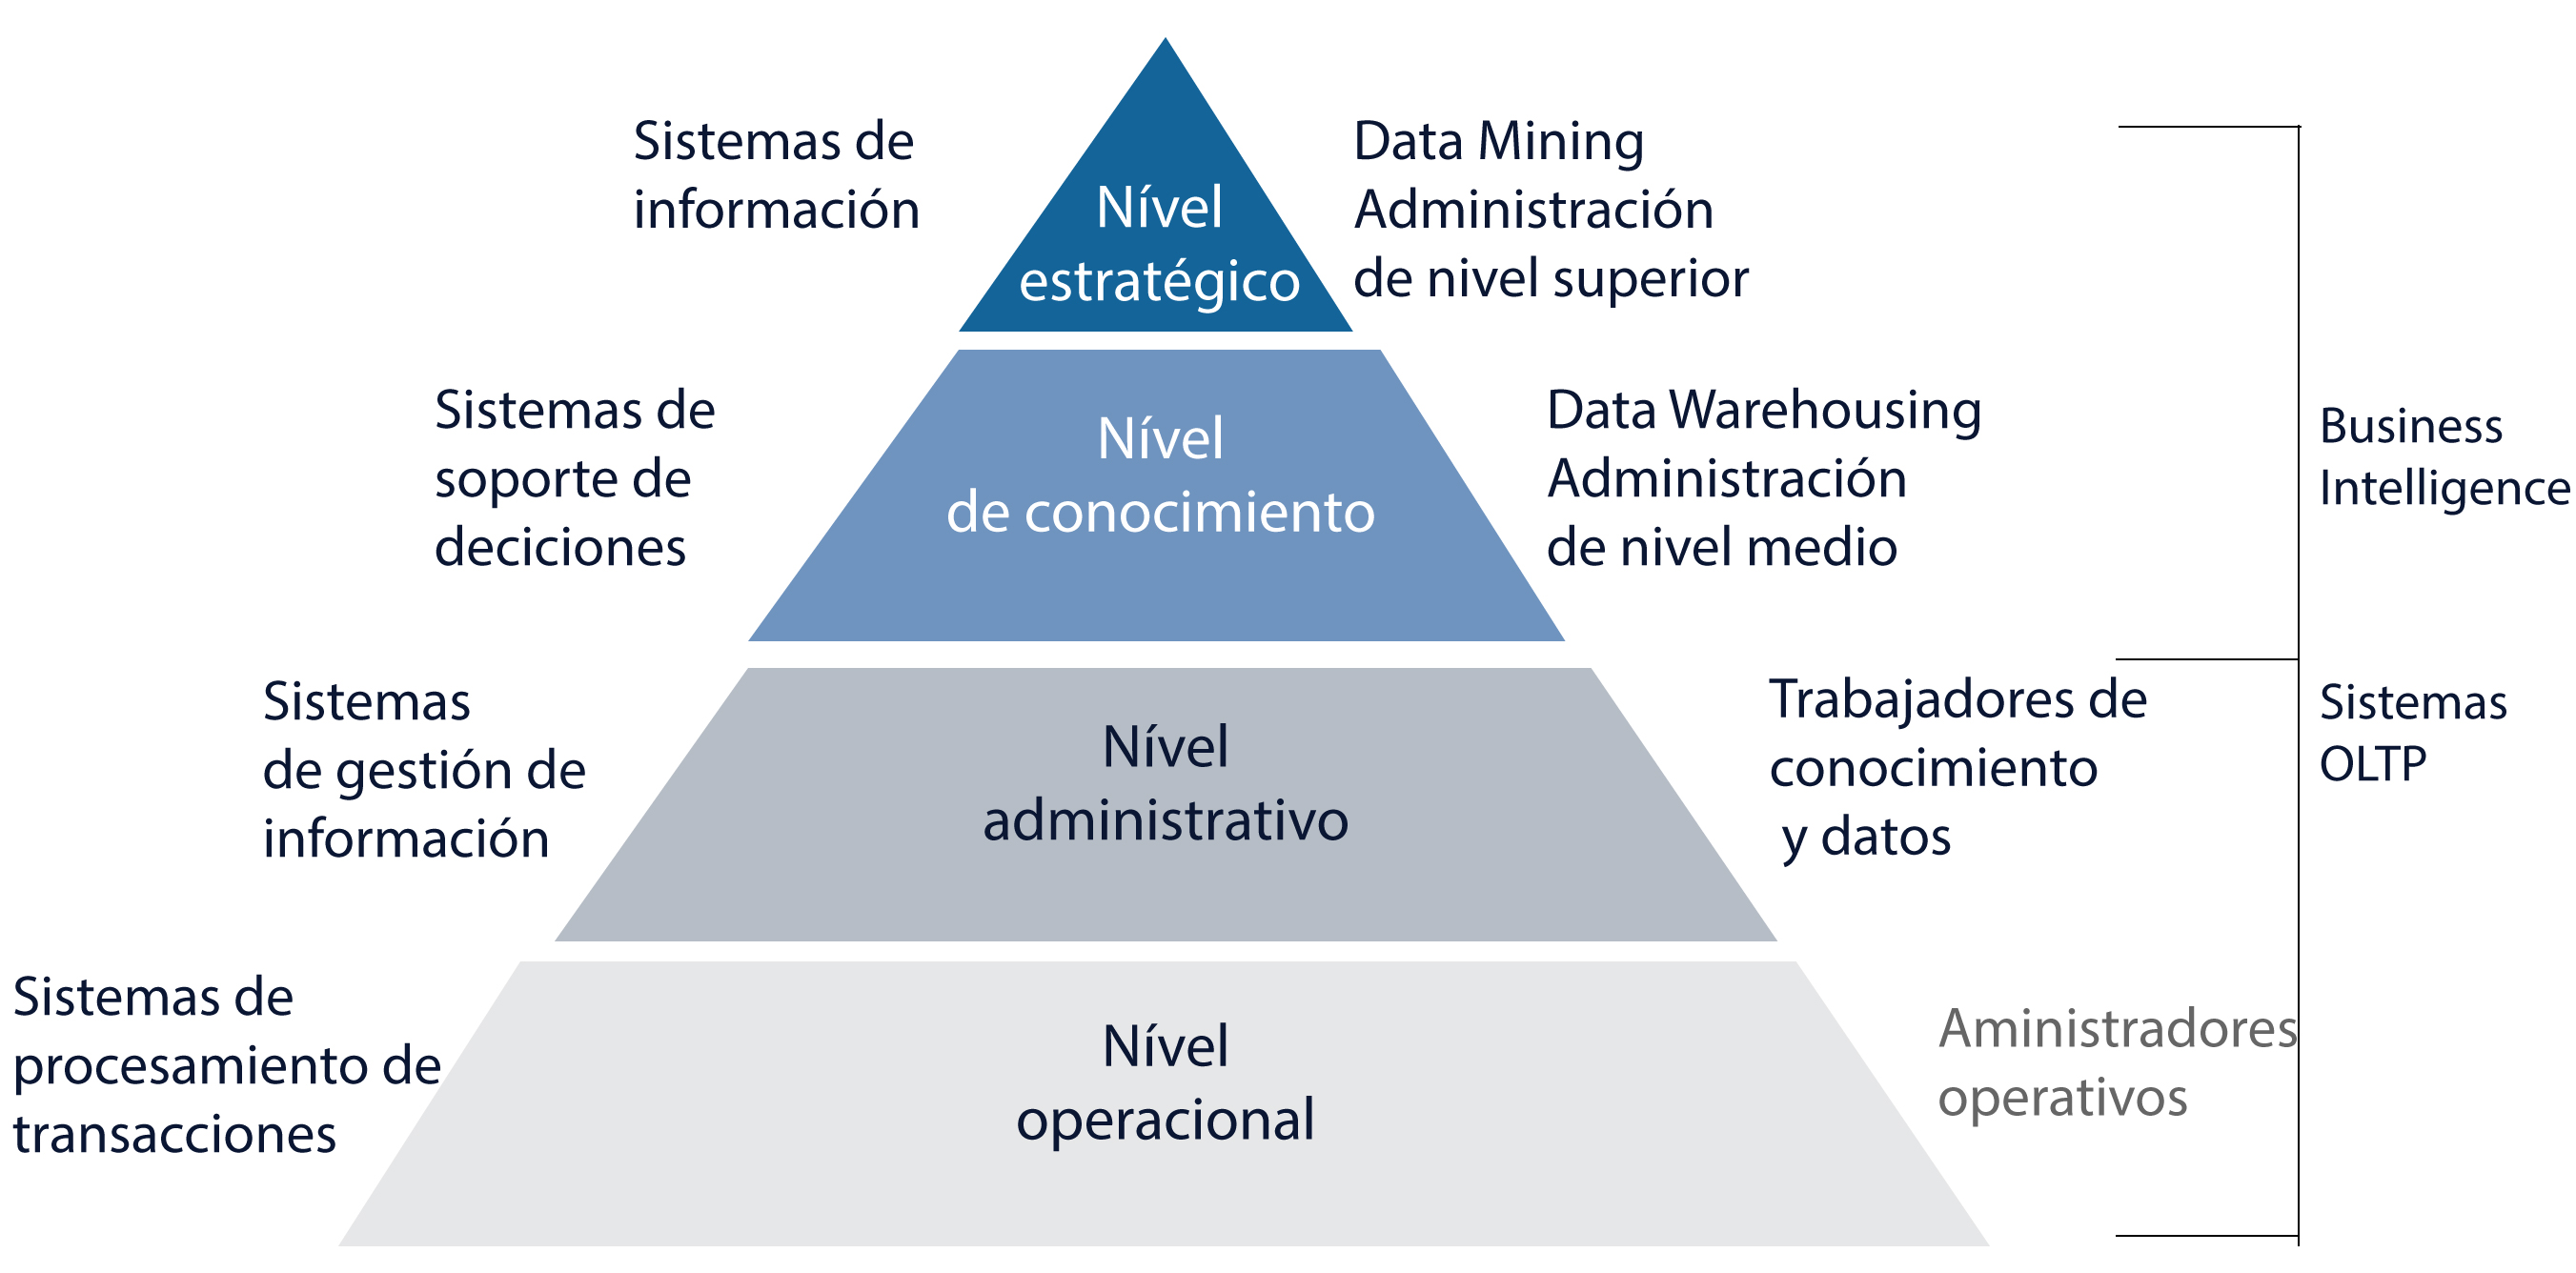 Sistemas de
información
Nível
estratégico
Data Mining
Administración
de nivel superior
Sistemas de
soporte de
deciciones
Nível
de conocimiento
Data Warehousing
Administración
de nivel medio
Business
Intelligence
Sistemas
de gestión de
información
Nível
administrativo
Trabajadores de
conocimiento
y datos
Sistemas
OLTP
Sistemas de
procesamiento de
transacciones
Nível
operacional
Aministradores
operativos